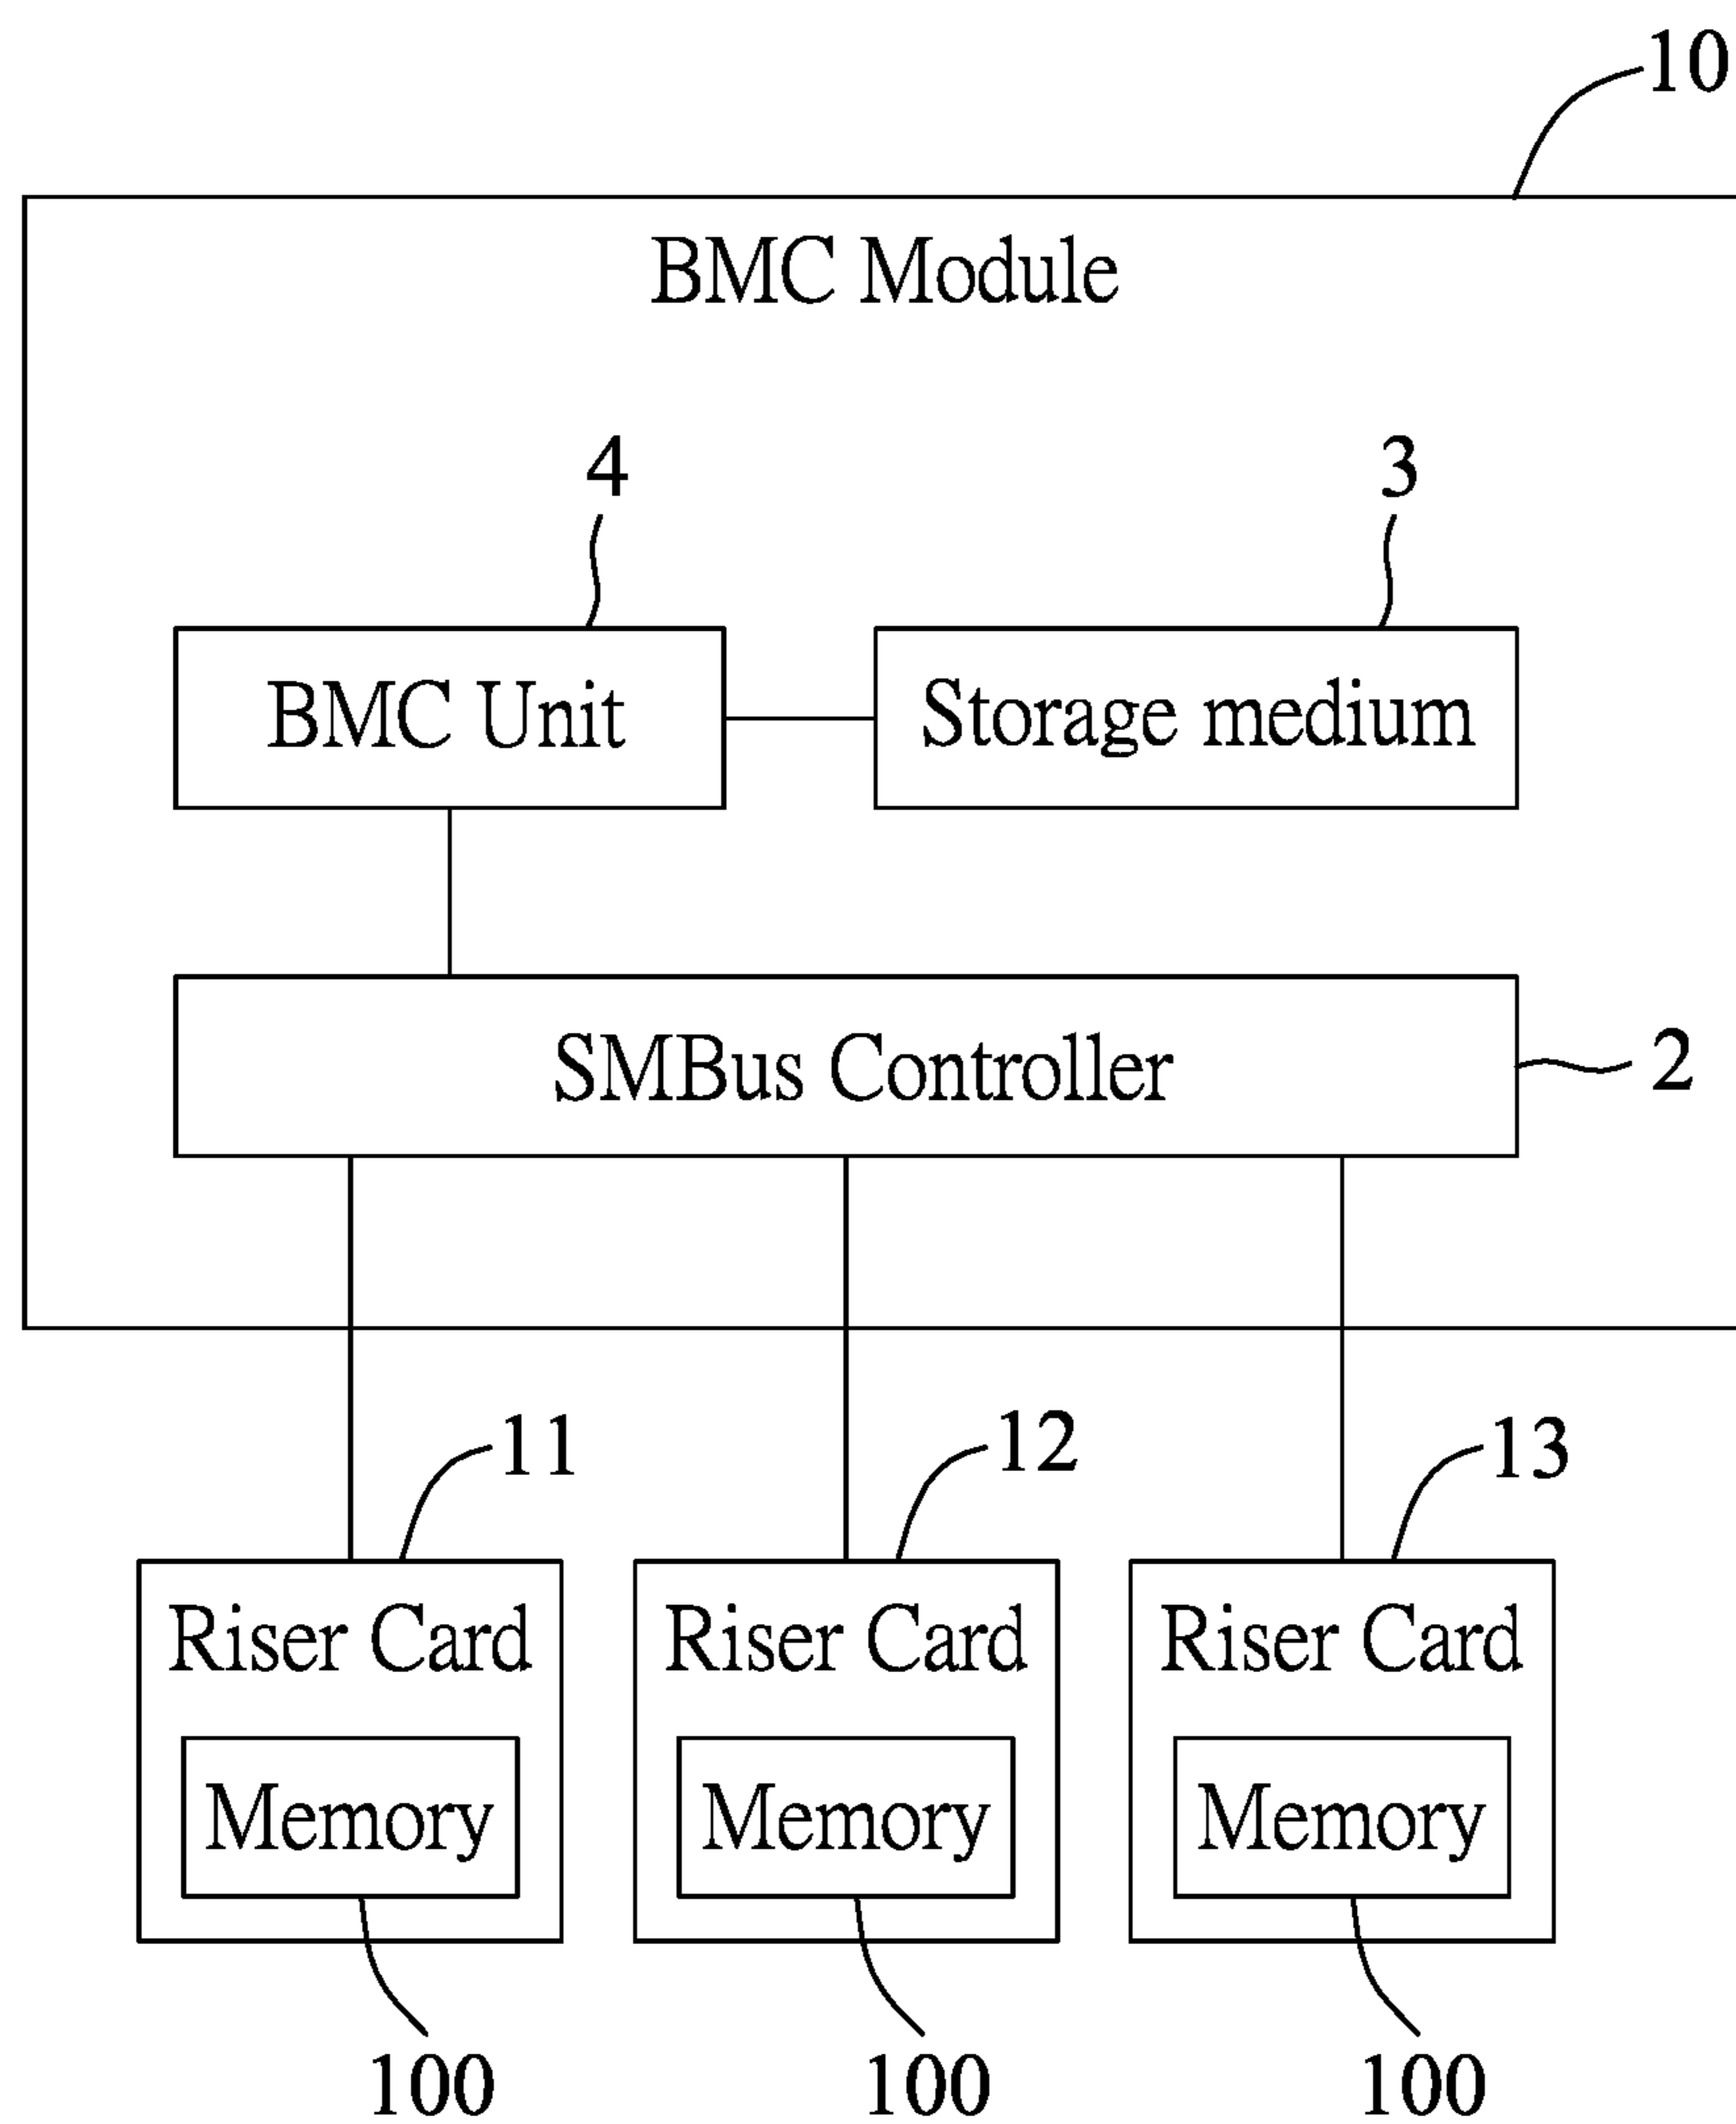 10
BMC Module
4
3
BMC Unit
Storage medium
SMBus Controller
2
11
12
13
Riser Card
Riser Card
Riser Card
Memory
Memory
Memory
100
100
100